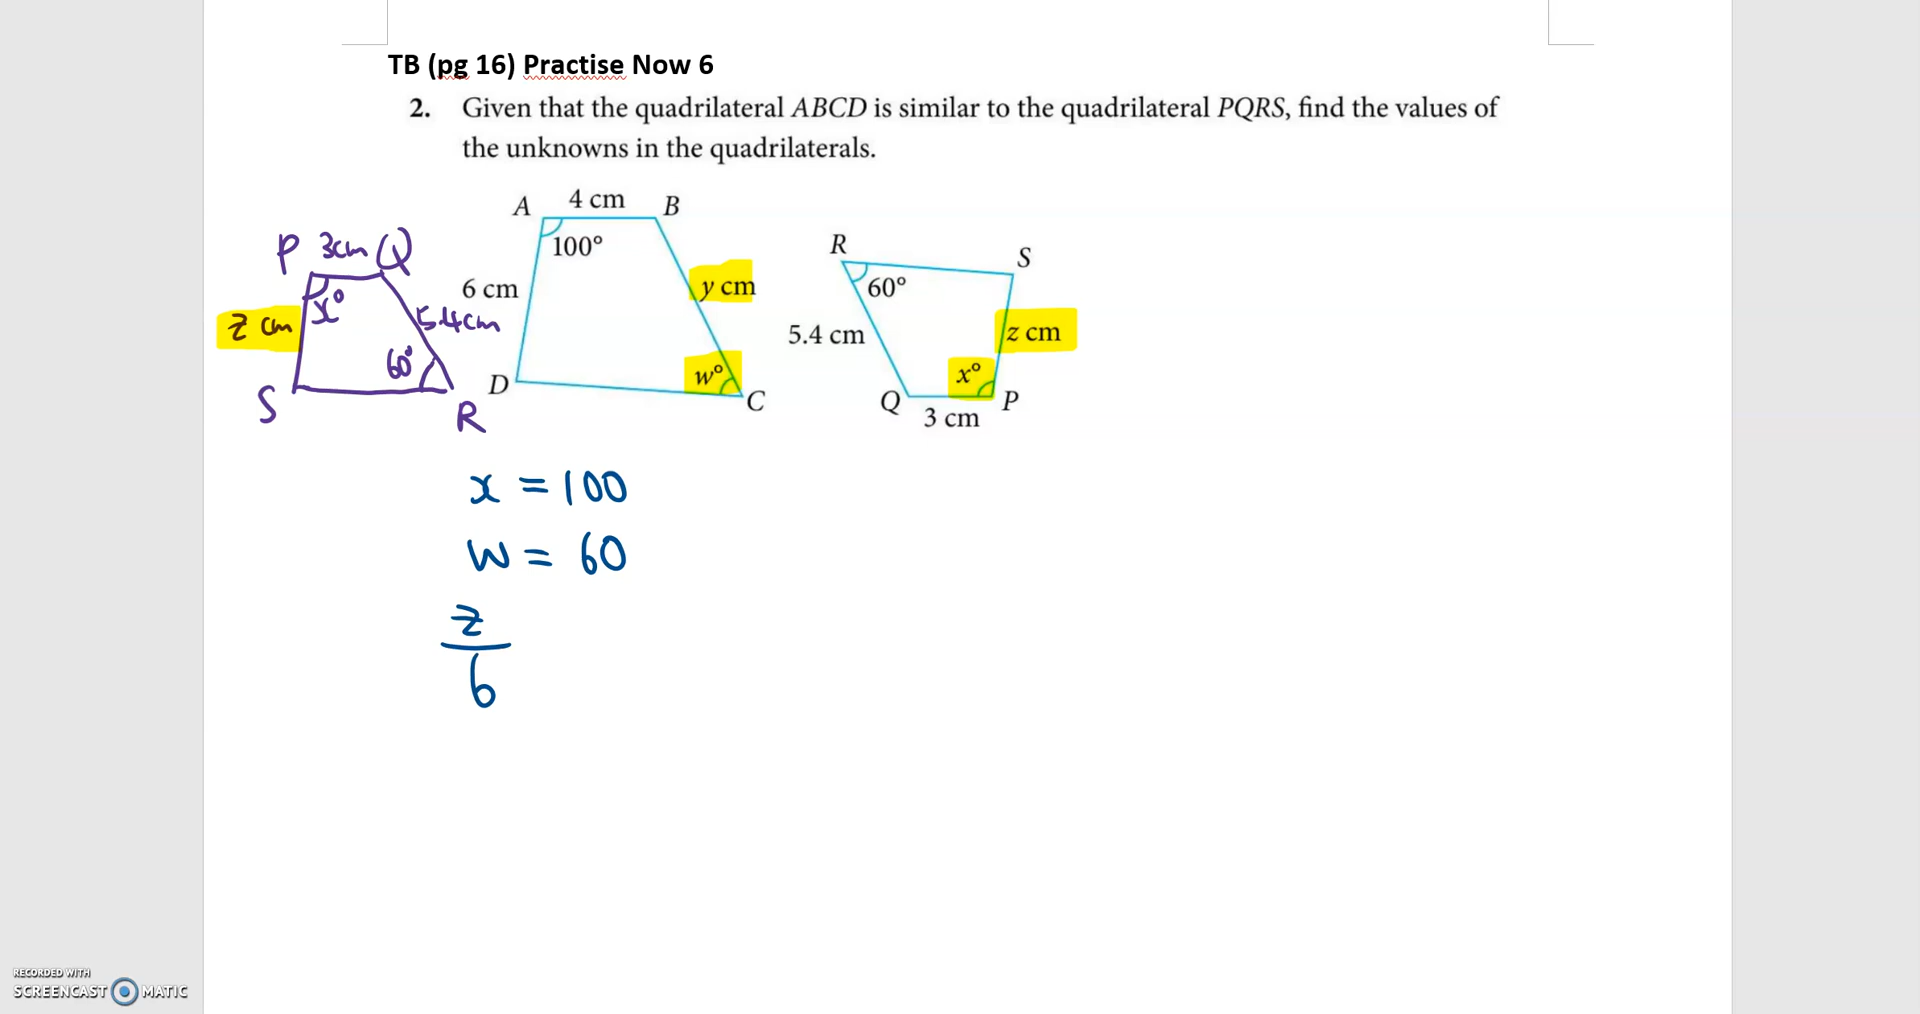 TB (pg 16) Practise Now 6
2. Given that the quadrilateral ABCD is similar to the quadrilateral PQRS, find the values of
the unknowns in the quadrilaterals.
A 4 cm B
100°
6 cm
y cm
w°
D
C
R
S
60°
5.4 cm
z cm
x°
Q
3 cm
P
P 3cm Q
x°
z cm
5.4cm
60°
S
R
x = 100
w = 60
z
6
RECORDED WITH
SCREENCAST MATIC